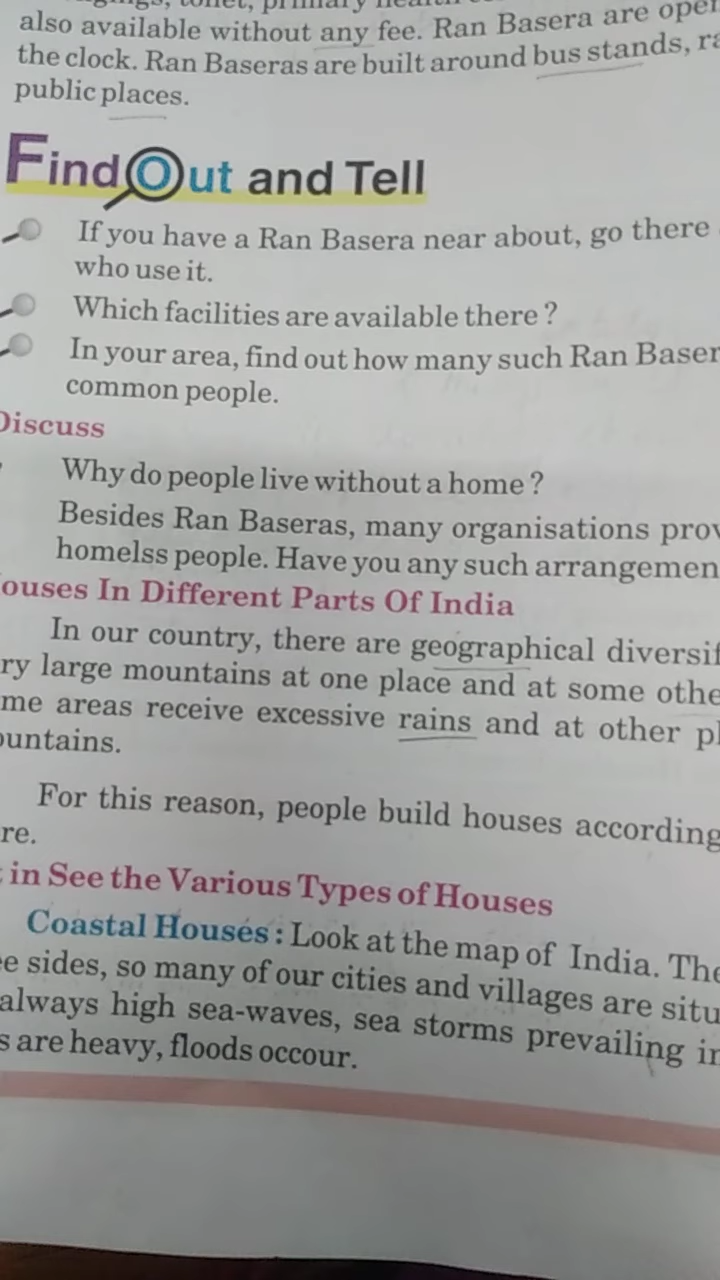 also available without any fee. Ran Basera are
the clock. Ran Baseras are built around bus stands,
public places.
Find Out and Tell
If you have a Ran Basera near about, go there
who use it.
Which facilities are available there ?
In your area, find out how many such Ran Baser
common people.
Discuss
Why do people live without a home ?
Besides Ran Baseras, many organisations prov
homelss people. Have you any such arrangemen
ouses In Different Parts Of India
In our country, there are geographical diversif
ry large mountains at one place and at some othe
me areas receive excessive rains and at other pl
ountains.
For this reason, people build houses according
re.
in See the Various Types of Houses
Coastal Houses : Look at the map of India. The
e sides, so many of our cities and villages are situ
always high sea-waves, sea storms prevailing in
s are heavy, floods occour.